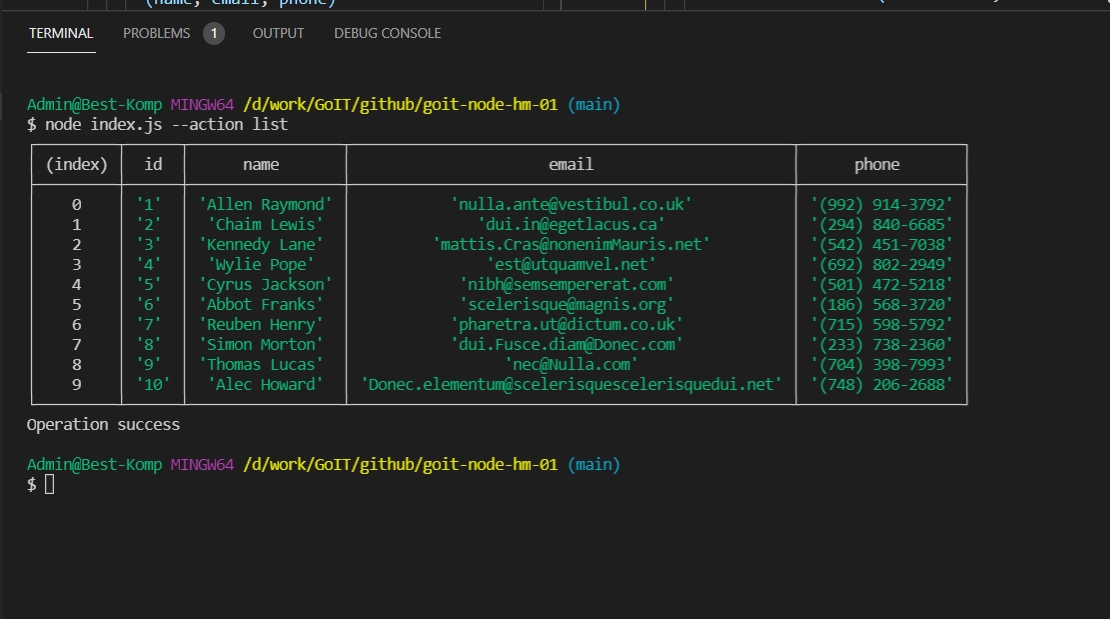 (name, email, phone)
TERMINAL PROBLEMS 1 OUTPUT DEBUG CONSOLE
Admin@Best-Komp MINGW64 /d/work/GoIT/github/goit-node-hm-01 (main)
$ node index.js --action list
(index) id name email phone
0 '1' 'Allen Raymond' 'nulla.ante@vestibul.co.uk' '(992) 914-3792'
1 '2' 'Chaim Lewis' 'dui.in@egetlacus.ca' '(294) 840-6685'
2 '3' 'Kennedy Lane' 'mattis.Cras@nonenimMauris.net' '(542) 451-7038'
3 '4' 'Wylie Pope' 'est@utquamvel.net' '(692) 802-2949'
4 '5' 'Cyrus Jackson' 'nibh@semsempererat.com' '(501) 472-5218'
5 '6' 'Abbot Franks' 'scelerisque@magnis.org' '(186) 568-3720'
6 '7' 'Reuben Henry' 'pharetra.ut@dictum.co.uk' '(715) 598-5792'
7 '8' 'Simon Morton' 'dui.Fusce.diam@Donec.com' '(233) 738-2360'
8 '9' 'Thomas Lucas' 'nec@Nulla.com' '(704) 398-7993'
9 '10' 'Alec Howard' 'Donec.elementum@scelerisquescelerisquedui.net' '(748) 206-2688'
Operation success
Admin@Best-Komp MINGW64 /d/work/GoIT/github/goit-node-hm-01 (main)
$